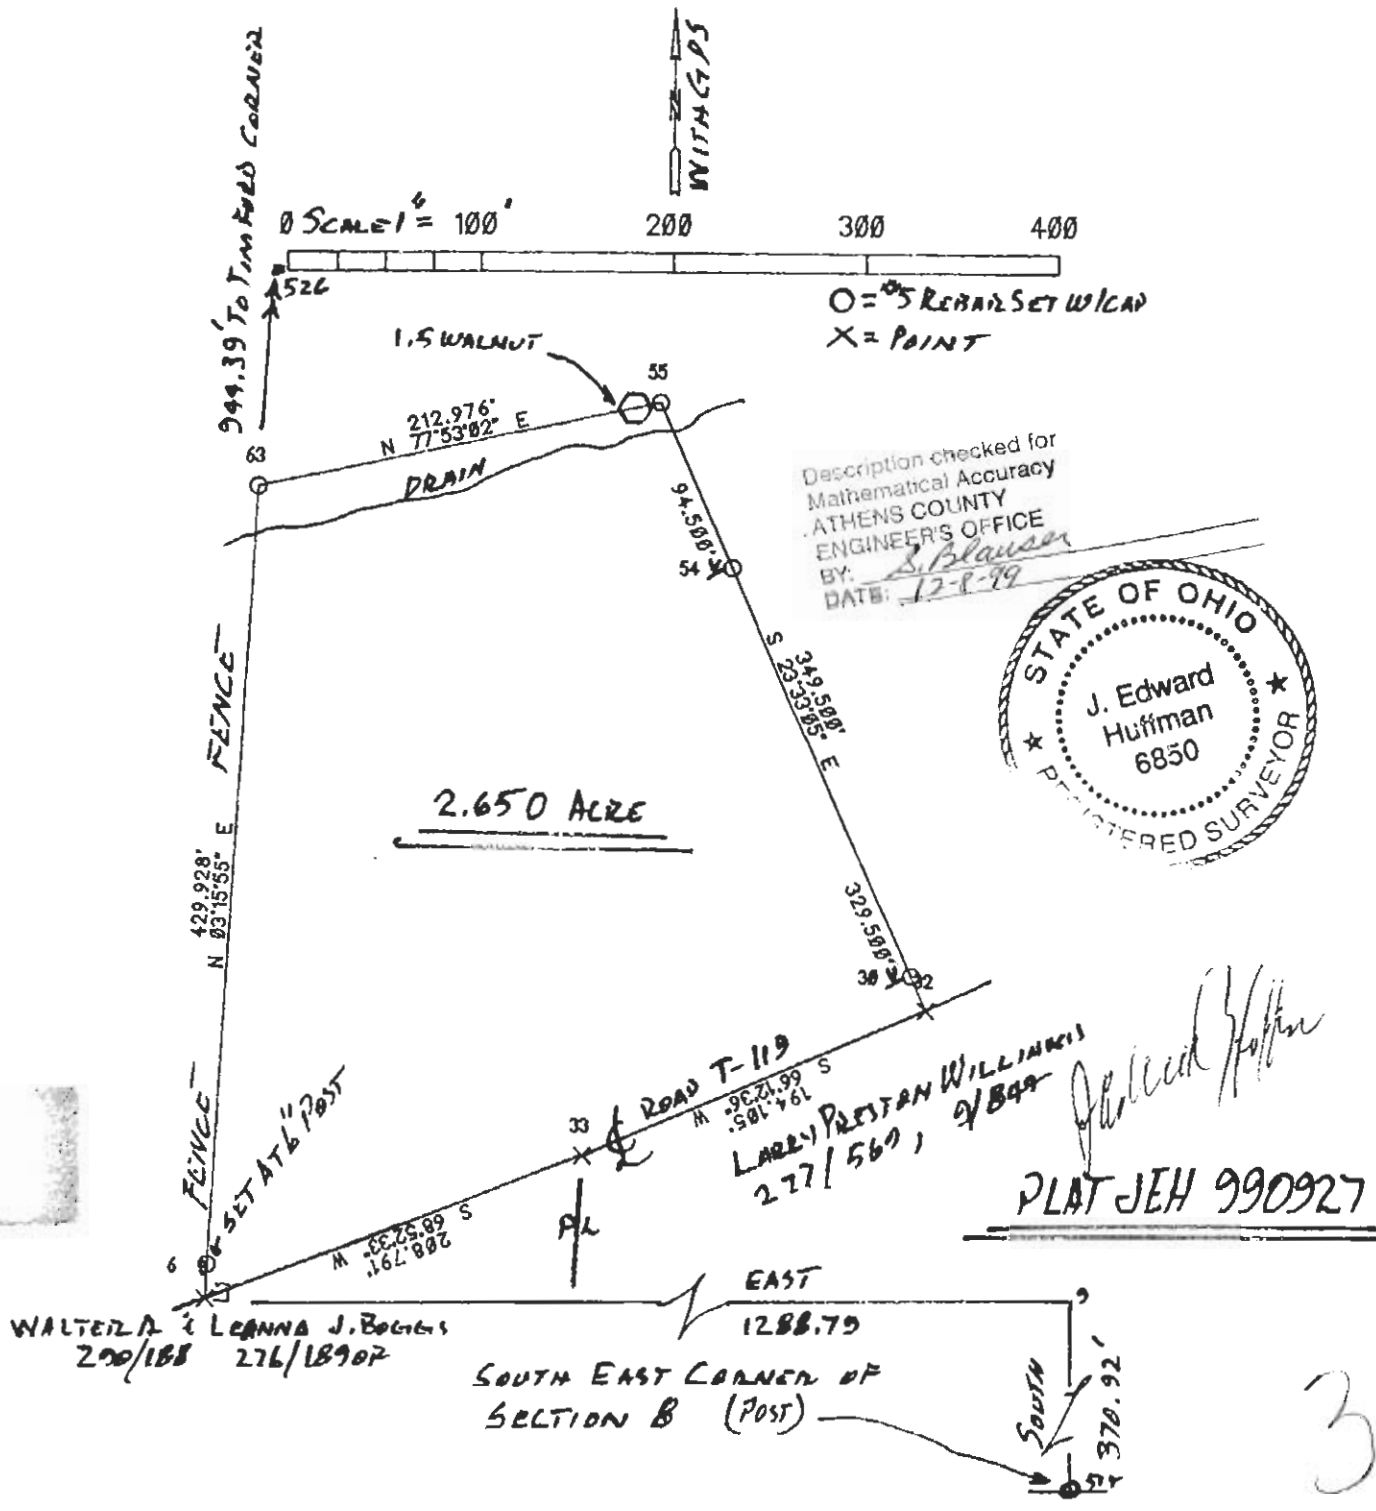 WITH GPS
N
944.39' TO TIM FORD CORNER
0 SCALE 1" = 100' 200 300 400
526
O = #5 REBAR SET W/CAP
X = POINT
1.5 WALNUT
55
63
212.976'
N 77°53'02" E
DRAIN
94.500'
54
Description checked for
Mathematical Accuracy
ATHENS COUNTY
ENGINEER'S OFFICE
BY: S. Blauser
DATE: 12-8-99
STATE OF OHIO
J. Edward
Huffman
6850
REGISTERED SURVEYOR
349.500'
S 23°33'05" E
FENCE
2.650 ACRE
429.928'
N 03°15'55" E
329.500'
30
32
ROAD T-119
S 66°12'36" W
194.105'
LARRY PRESTON WILLIAMS
277/567,
33
℄
PL
FENCE
SET AT 6" POST
S 68°52'33" W
208.791'
6
PLAT JEH 990927
WALTER A & LEANNA J. BOGGS
290/188 276/1890R
EAST
1288.79
SOUTH EAST CORNER OF
SECTION 8 (POST)
SOUTH
370.92'
3